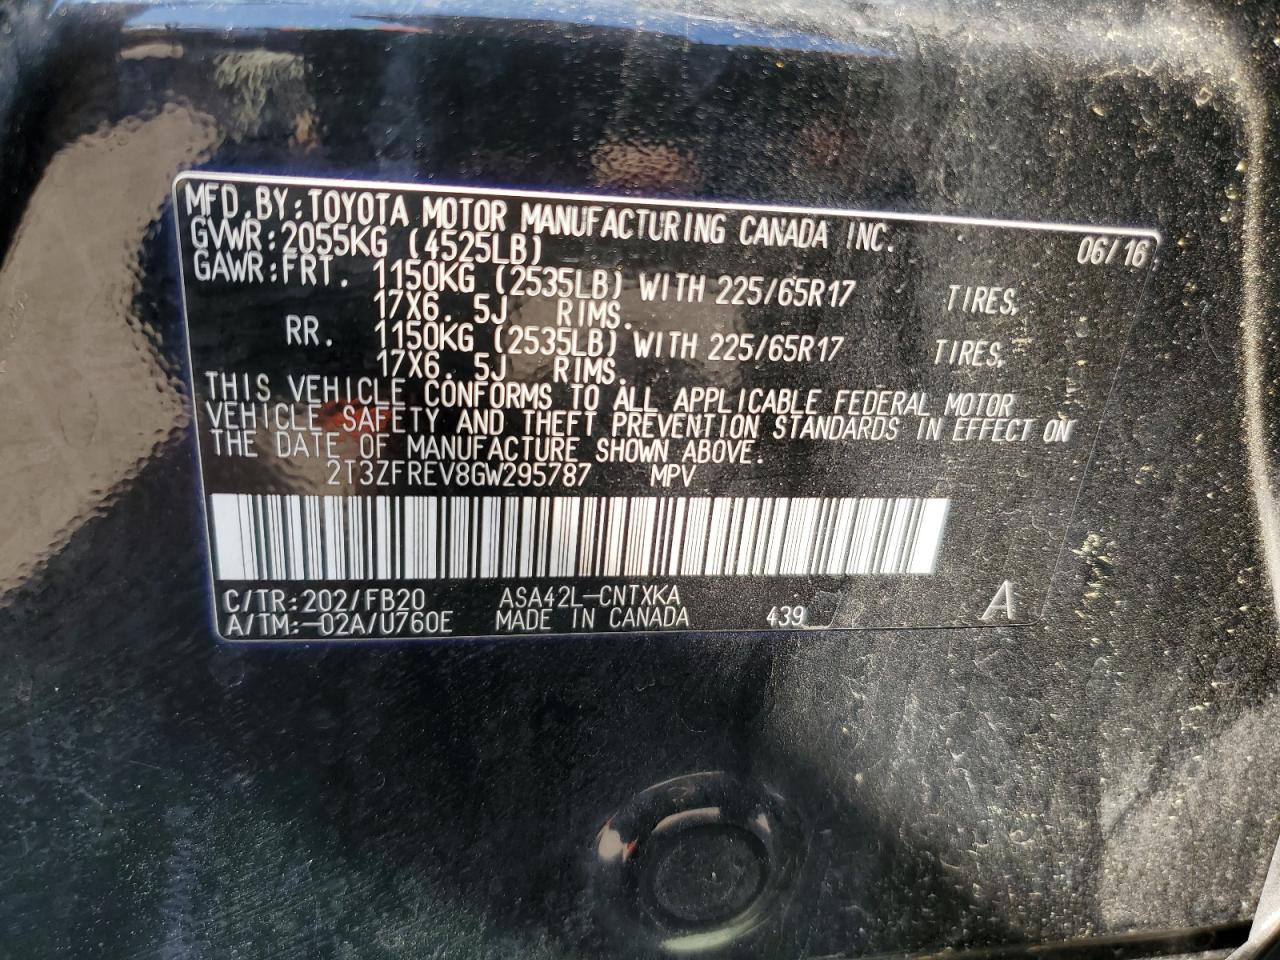 MFD.BY:TOYOTA MOTOR MANUFACTURING CANADA INC. 06/16
GVWR:2055KG (4525LB)
GAWR:FRT. 1150KG (2535LB) WITH 225/65R17 TIRES,
17X6. 5J RIMS.
RR. 1150KG (2535LB) WITH 225/65R17 TIRES,
17X6. 5J RIMS.
THIS VEHICLE CONFORMS TO ALL APPLICABLE FEDERAL MOTOR
VEHICLE SAFETY AND THEFT PREVENTION STANDARDS IN EFFECT ON
THE DATE OF MANUFACTURE SHOWN ABOVE.
2T3ZFREV8GW295787 MPV
C/TR:202/FB20 ASA42L-CNTXKA
A/TM:-02A/U760E MADE IN CANADA 439 A